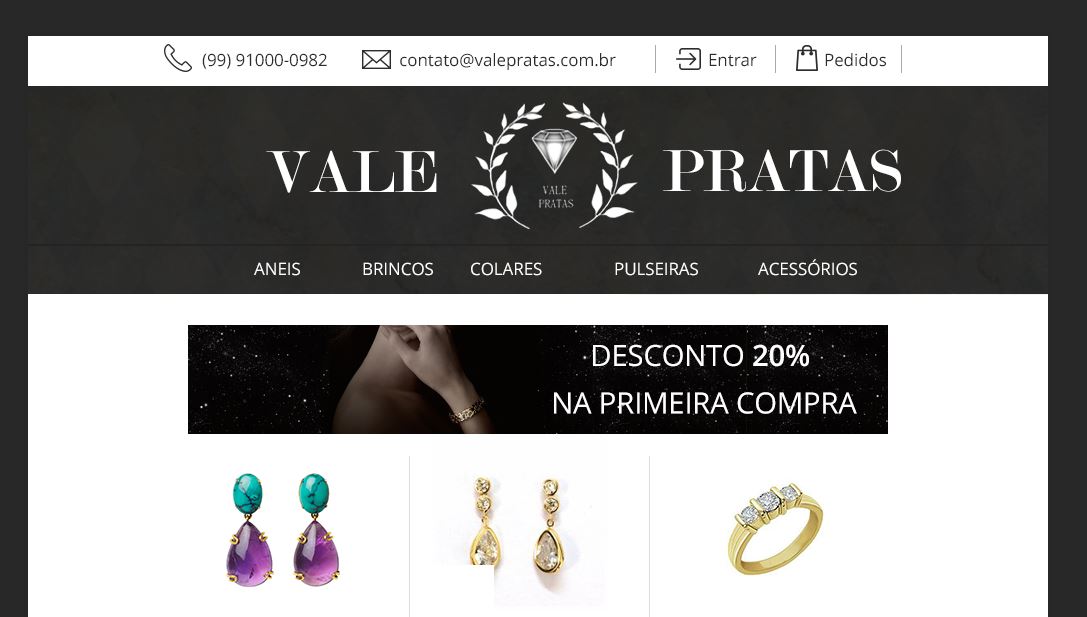 (99) 91000-0982 contato@valepratas.com.br Entrar Pedidos
VALE PRATAS
VALE
PRATAS
ANEIS BRINCOS COLARES PULSEIRAS ACESSÓRIOS
DESCONTO 20%
NA PRIMEIRA COMPRA